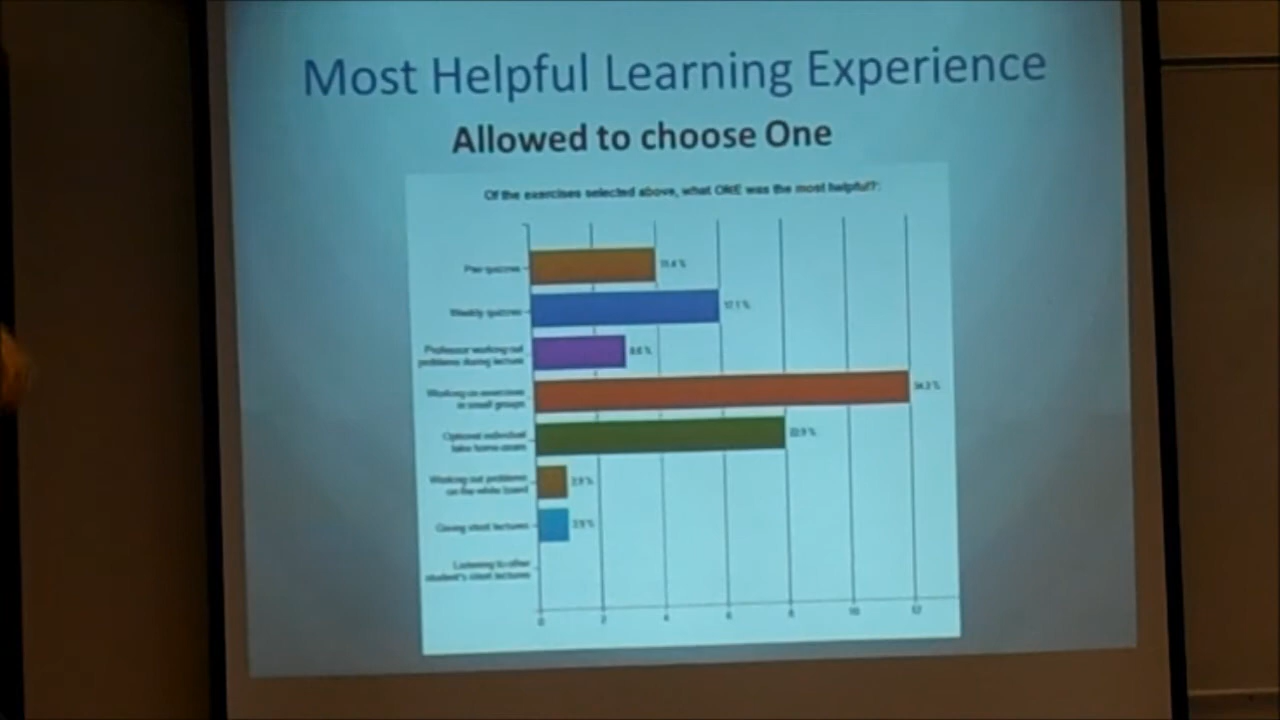 Most Helpful Learning Experience
Allowed to choose One
Of the exercises selected above, what ONE was the most helpful?:
11.4 %
Weekly quizzes
17.1 %
Professor working out
problems during lecture
8.6 %
Working on exercises
in small groups
34.3 %
Optional individual
take home exam
22.9 %
Working out problems
on the white board
2.9 %
Giving short lectures
2.9 %
Listening to other
student's short lectures
0 2 4 6 8 10 12